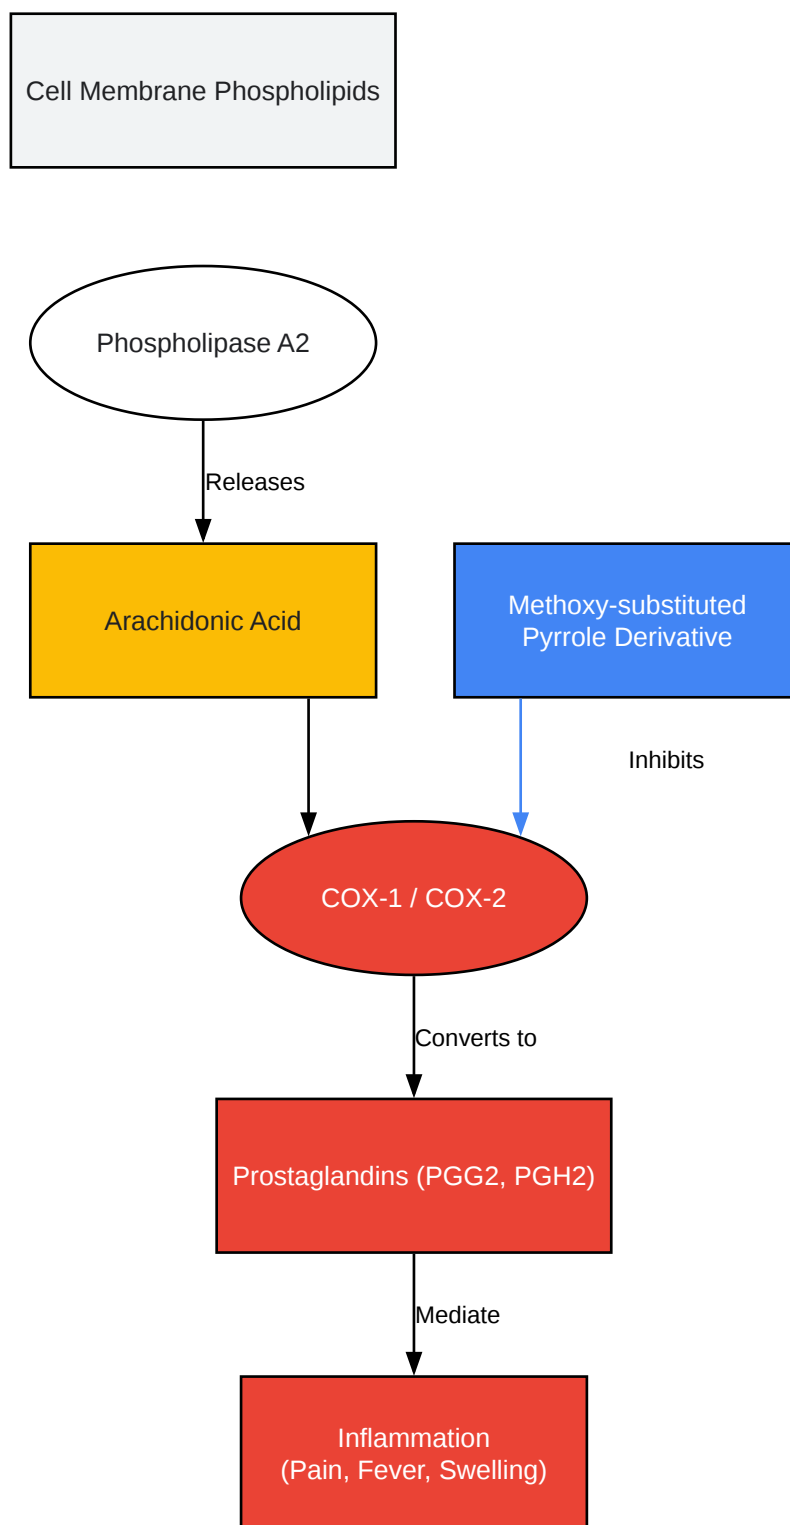 Cell Membrane Phospholipids
Phospholipase A2
Releases
Arachidonic Acid
Methoxy-substituted
Pyrrole Derivative
Inhibits
COX-1 / COX-2
Converts to
Prostaglandins (PGG2, PGH2)
Mediate
Inflammation
(Pain, Fever, Swelling)